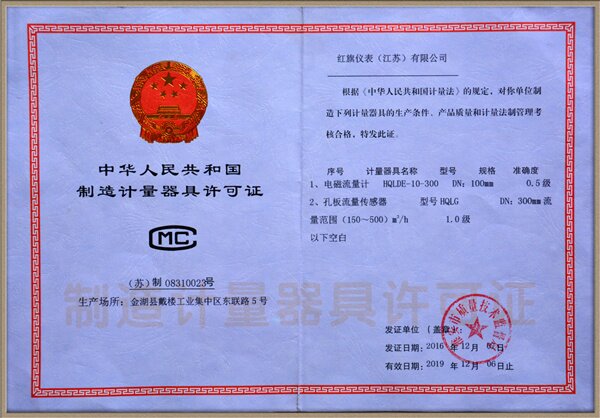 中华人民共和国
制造计量器具许可证
CMC
(苏)制 08310023号
生产场所：金湖县戴楼工业集中区东联路5号
红旗仪表（江苏）有限公司
根据《中华人民共和国计量法》的规定，对你单位制
造下列计量器具的生产条件、产品质量和计量法制管理考
核合格，特发此证。
序号 计量器具名称 型号 规格 准确度
1、电磁流量计 HQLDE-10-300 DN：100mm 0.5级
2、孔板流量传感器 型号HQLG DN：300mm流
量范围（150～500）m³/h 1.0级
以下空白
制造计量器具许可证
发证单位（盖章）
发证日期：2016 年 12 月 日
有效日期：2019 年 12 月 06日止